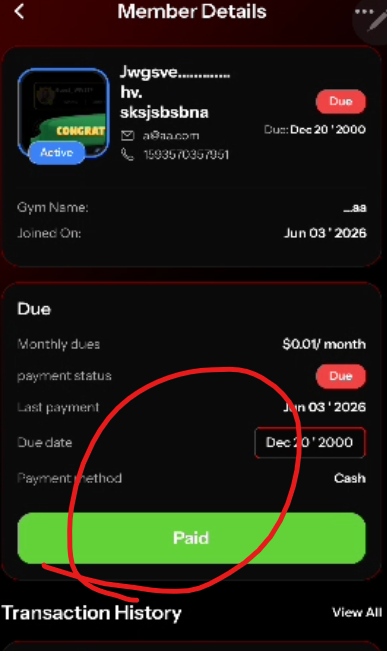 Member Details
Jwgsve.............
hv.
sksjsbsbna
Due
a@aa.com
Due: Dec 20 ' 2000
1593570357951
CONGRAT
Active
Gym Name:
...aa
Joined On:
Jun 03 ' 2026
Due
Monthly dues
$0.01/ month
payment status
Due
Last payment
Jun 03 ' 2026
Due date
Dec 20 ' 2000
Payment method
Cash
Paid
Transaction History
View All